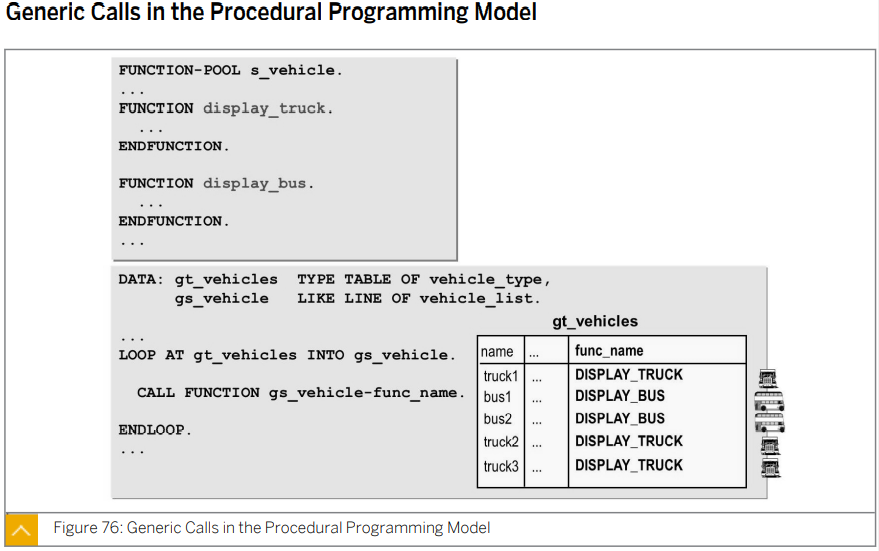 Generic Calls in the Procedural Programming Model
FUNCTION-POOL s_vehicle.
...
FUNCTION display_truck.
...
ENDFUNCTION.
FUNCTION display_bus.
...
ENDFUNCTION.
...
DATA: gt_vehicles TYPE TABLE OF vehicle_type,
gs_vehicle LIKE LINE OF vehicle_list.
...
LOOP AT gt_vehicles INTO gs_vehicle.
CALL FUNCTION gs_vehicle-func_name.
ENDLOOP.
...
gt_vehicles
name ... func_name
truck1 ... DISPLAY_TRUCK
bus1 ... DISPLAY_BUS
bus2 ... DISPLAY_BUS
truck2 ... DISPLAY_TRUCK
truck3 ... DISPLAY_TRUCK
Figure 76: Generic Calls in the Procedural Programming Model